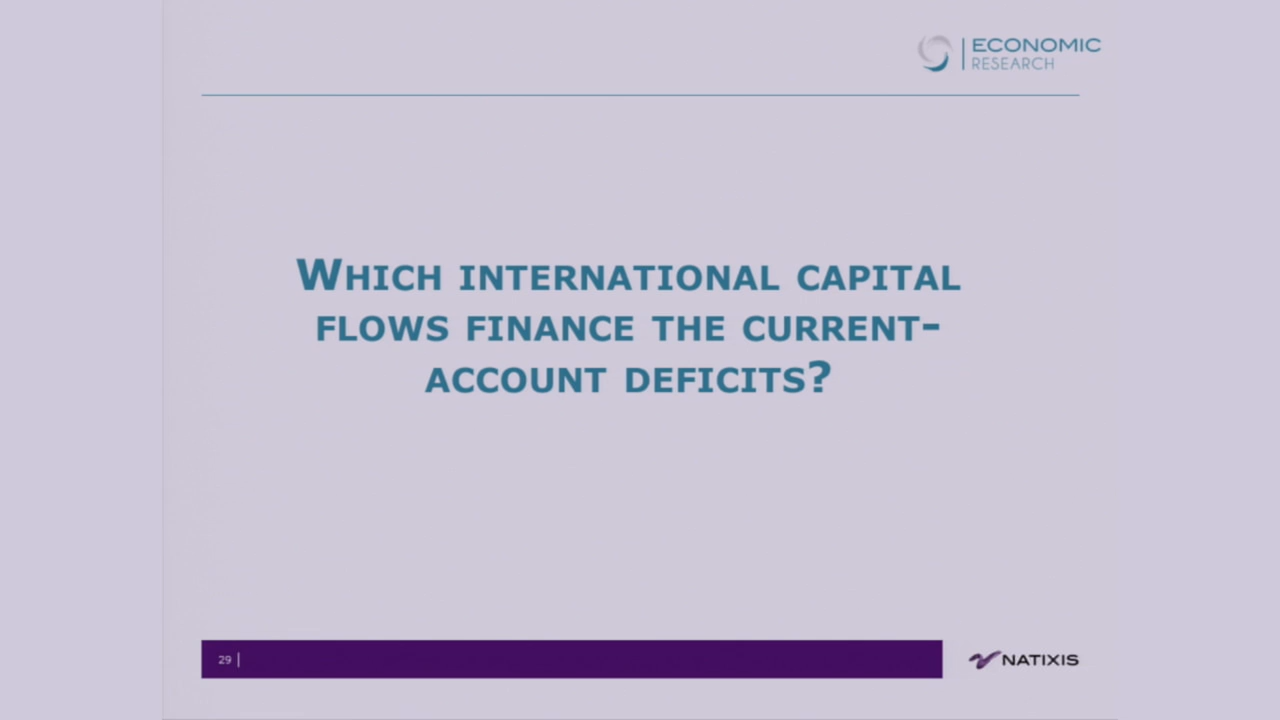 ECONOMIC
RESEARCH
WHICH INTERNATIONAL CAPITAL
FLOWS FINANCE THE CURRENT-
ACCOUNT DEFICITS?
29 |
NATIXIS